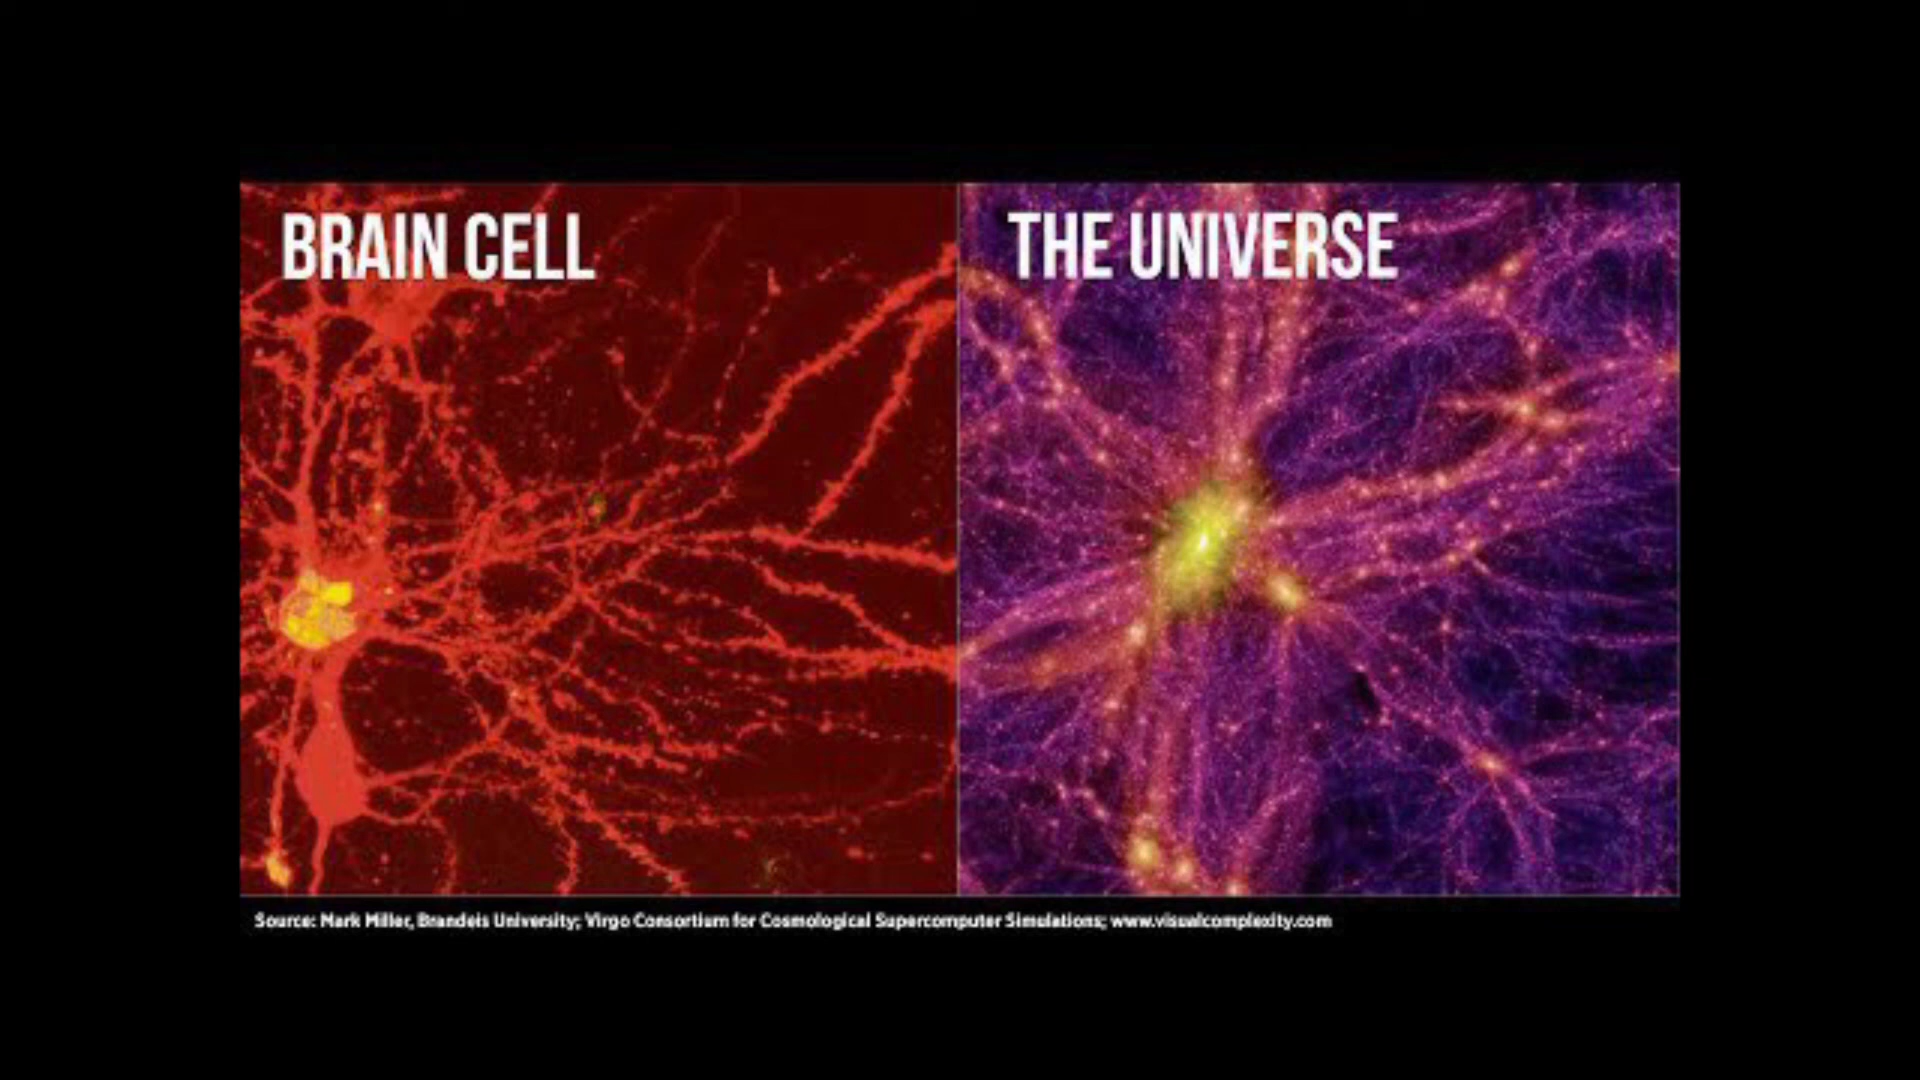 BRAIN CELL
THE UNIVERSE
Source: Mark Miller, Brandeis University; Virgo Consortium for Cosmological Supercomputer Simulations; www.visualcomplexity.com